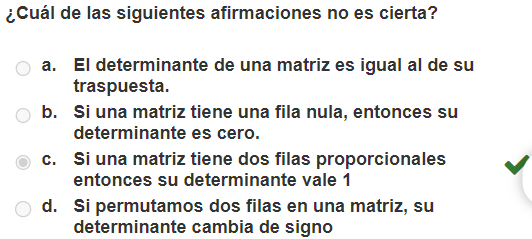 ¿Cuál de las siguientes afirmaciones no es cierta?
a. El determinante de una matriz es igual al de su
traspuesta.
b. Si una matriz tiene una fila nula, entonces su
determinante es cero.
c. Si una matriz tiene dos filas proporcionales
entonces su determinante vale 1
d. Si permutamos dos filas en una matriz, su
determinante cambia de signo